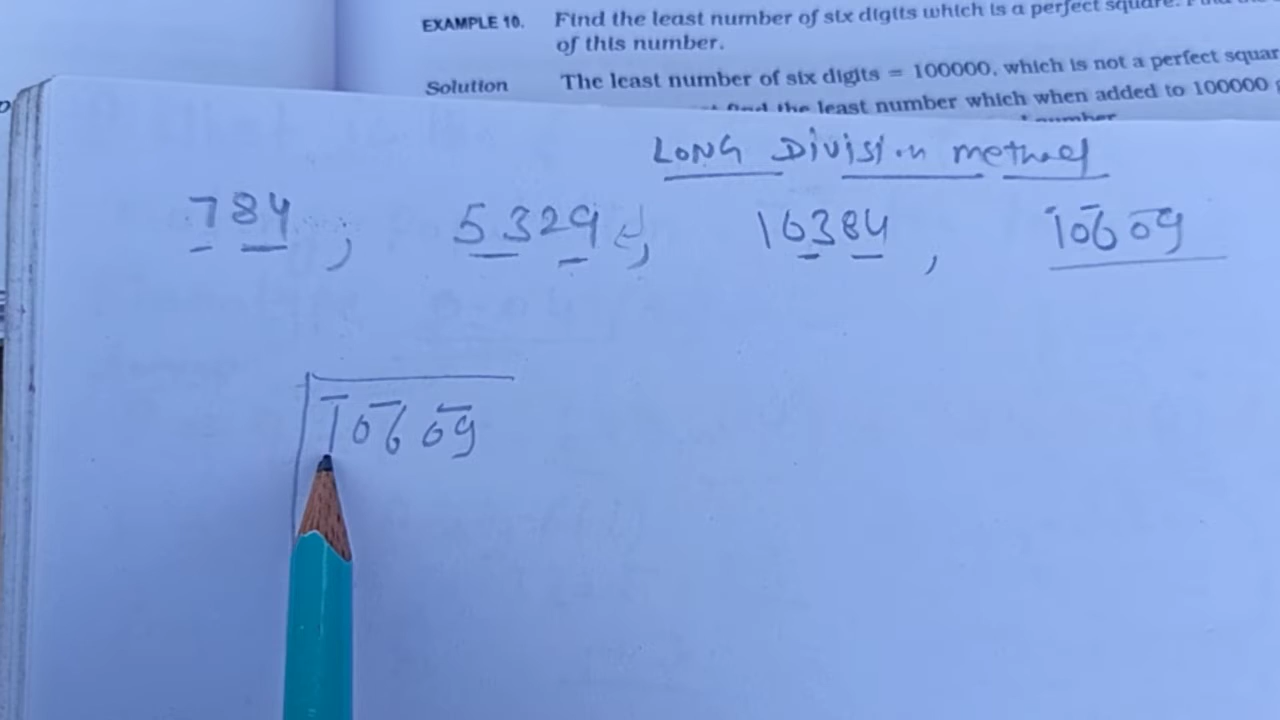 EXAMPLE 10. Find the least number of six digits which is a perfect square.
of this number.
Solution The least number of six digits = 100000, which is not a perfect squar
find the least number which when added to 100000
number
LONG Division method
784 , 5329 , 16384 , 10609
10609